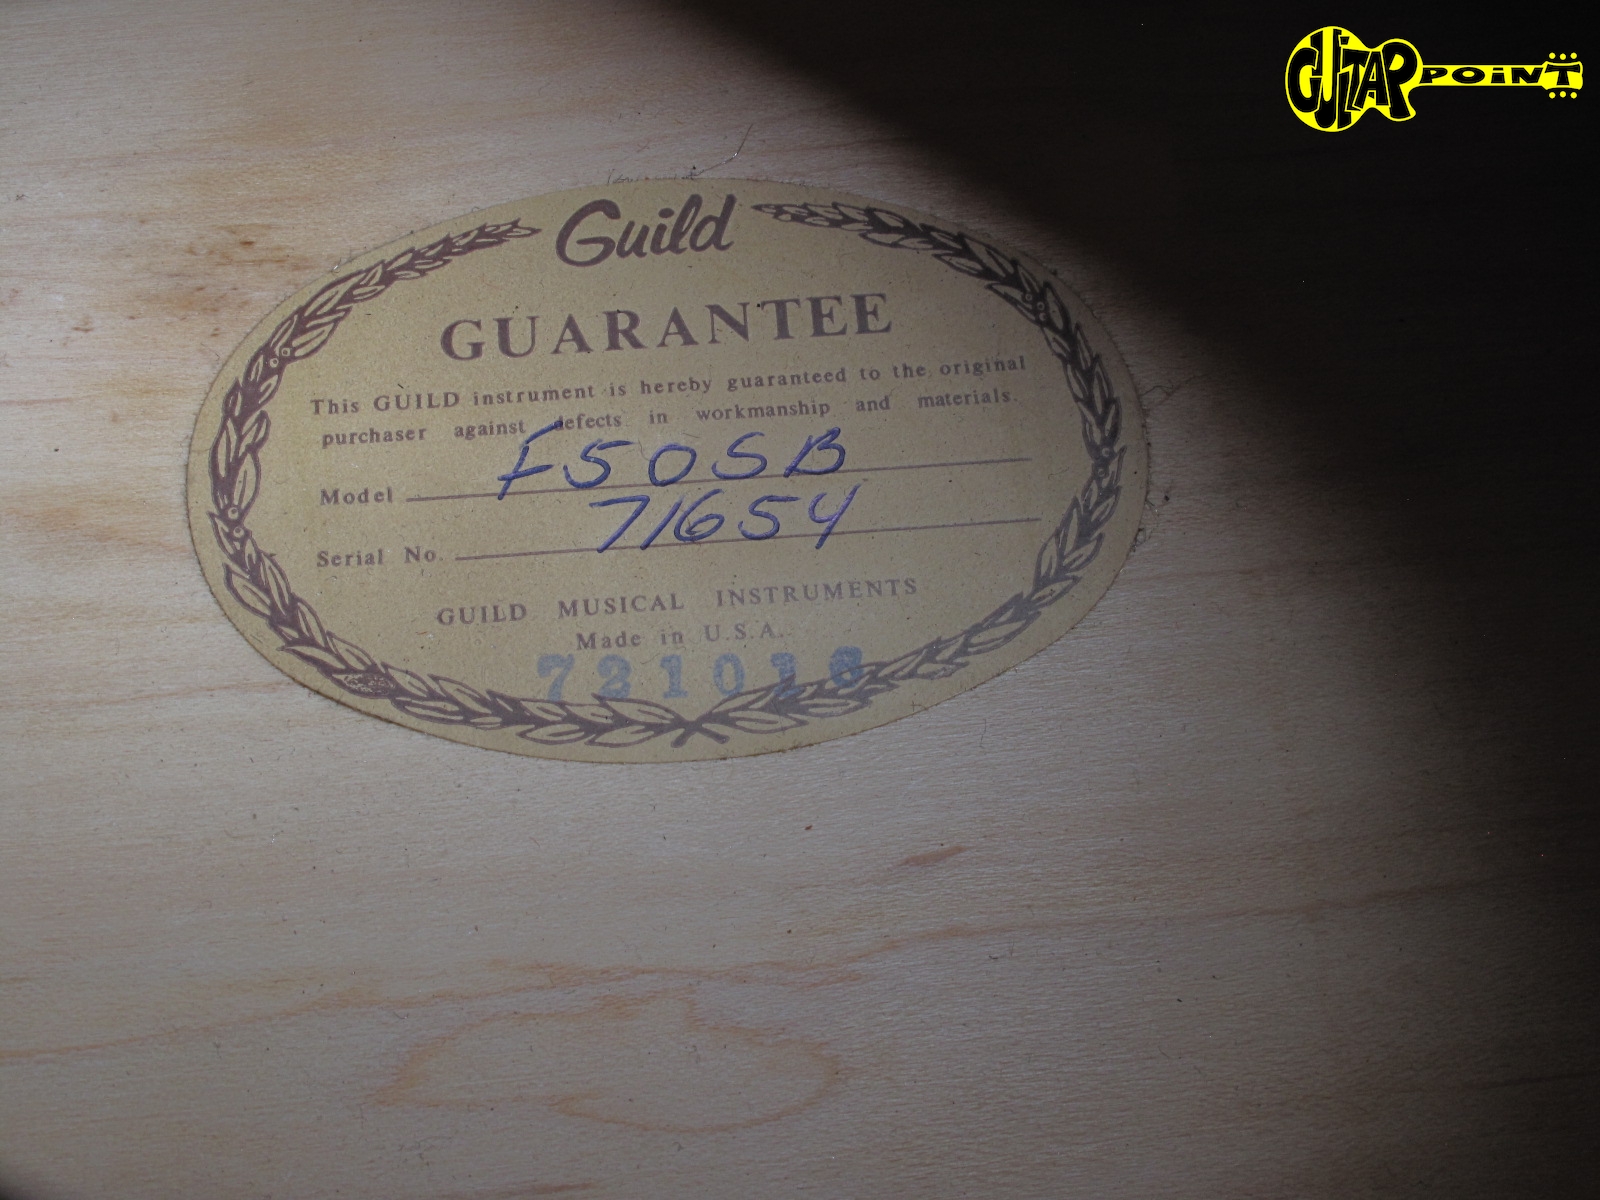 GUITAR POINT
Guild
GUARANTEE
This GUILD instrument is hereby guaranteed to the original
purchaser against defects in workmanship and materials.
Model F50SB
Serial No. 71654
GUILD MUSICAL INSTRUMENTS
Made in U.S.A.
721016